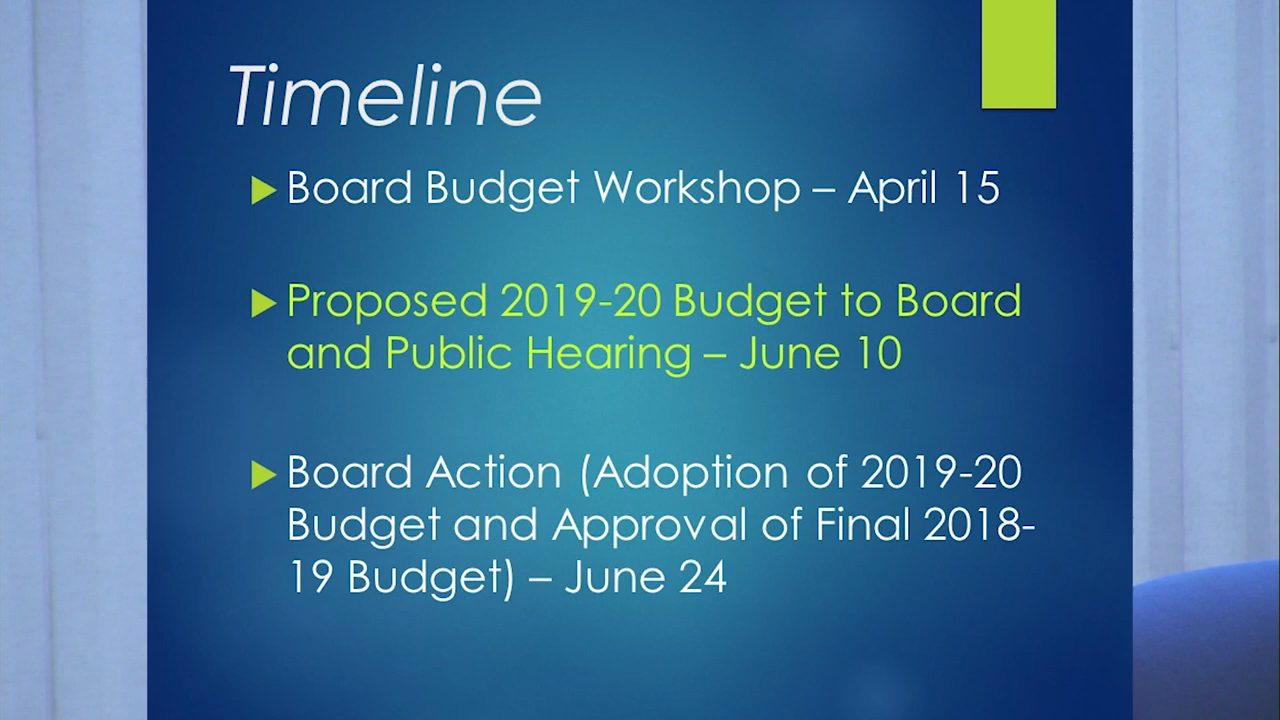 Timeline
Board Budget Workshop – April 15
Proposed 2019-20 Budget to Board
and Public Hearing – June 10
Board Action (Adoption of 2019-20
Budget and Approval of Final 2018-
19 Budget) – June 24